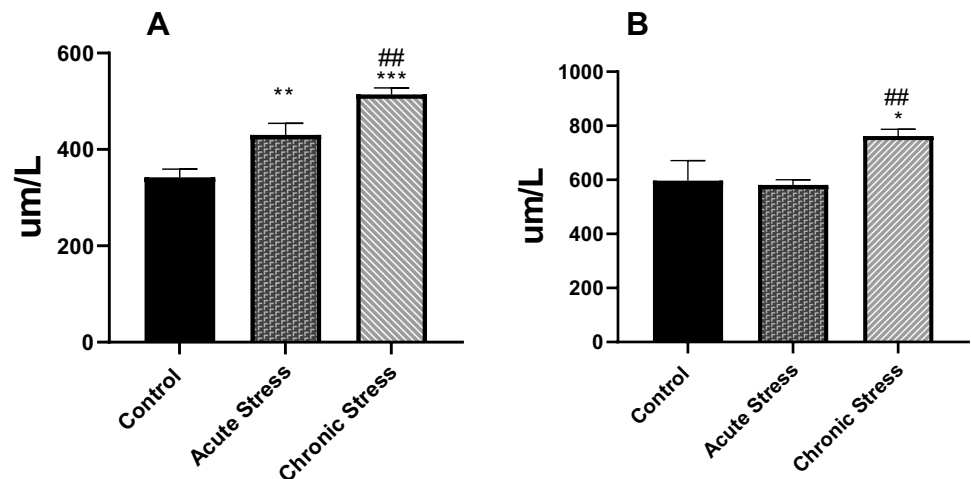 A
um/L
600
400
200
0
**
##
***
Control
Acute Stress
Chronic Stress
B
um/L
1000
800
600
400
200
0
##
*
Control
Acute Stress
Chronic Stress